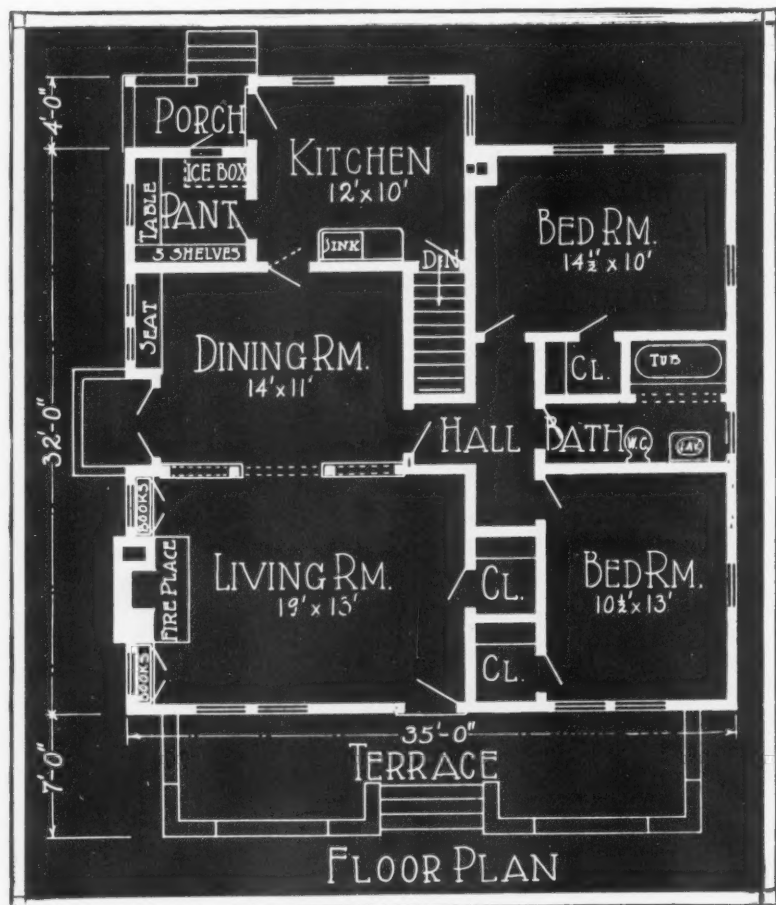 4'-0"
PORCH
KITCHEN
12' x 10'
ICE BOX
TABLE
PANT.
3 SHELVES
SINK
DN
BED RM.
14½' x 10'
SEAT
DINING RM.
14' x 11'
CL.
TUB
32'-0"
HALL
BATH
W.C.
LAV.
BOOKS
FIRE PLACE
LIVING RM.
19' x 13'
CL.
BED RM.
10½' x 13'
CL.
BOOKS
35'-0"
7'-0"
TERRACE
FLOOR PLAN